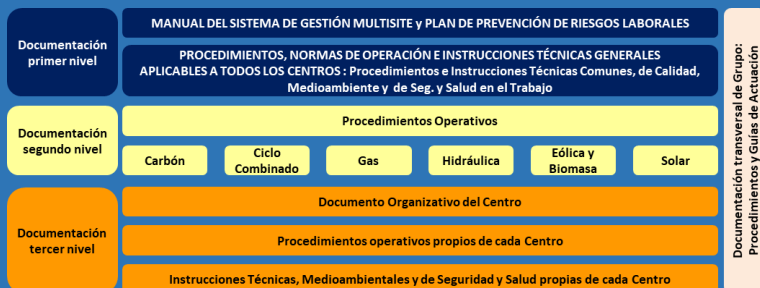 Documentación
primer nivel
MANUAL DEL SISTEMA DE GESTIÓN MULTISITE y PLAN DE PREVENCIÓN DE RIESGOS LABORALES
PROCEDIMIENTOS, NORMAS DE OPERACIÓN E INSTRUCCIONES TÉCNICAS GENERALES
APLICABLES A TODOS LOS CENTROS : Procedimientos e Instrucciones Técnicas Comunes, de Calidad,
Medioambiente y de Seg. y Salud en el Trabajo
Documentación
segundo nivel
Procedimientos Operativos
Carbón
Ciclo
Combinado
Gas
Hidráulica
Eólica y
Biomasa
Solar
Documentación
tercer nivel
Documento Organizativo del Centro
Procedimientos operativos propios de cada Centro
Instrucciones Técnicas, Medioambientales y de Seguridad y Salud propias de cada Centro
Documentación transversal de Grupo:
Procedimientos y Guías de Actuación